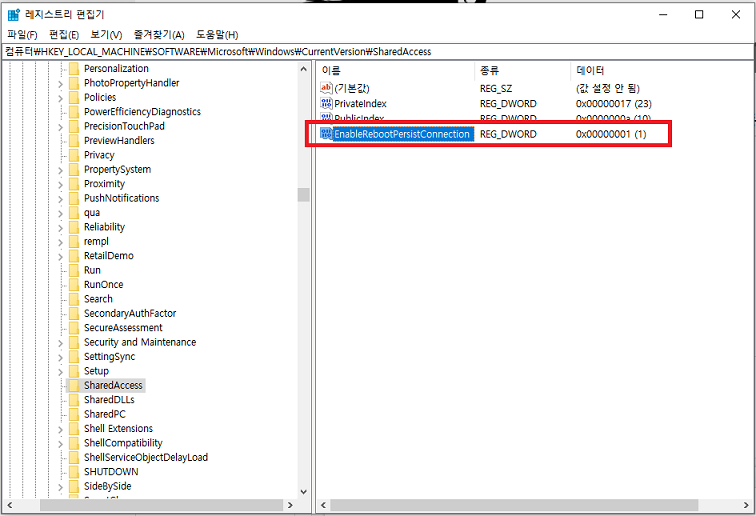 레지스트리 편집기
파일(F) 편집(E) 보기(V) 즐겨찾기(A) 도움말(H)
컴퓨터₩HKEY_LOCAL_MACHINE₩SOFTWARE₩Microsoft₩Windows₩CurrentVersion₩SharedAccess
Personalization
PhotoPropertyHandler
Policies
PowerEfficiencyDiagnostics
PrecisionTouchPad
PreviewHandlers
Privacy
PropertySystem
Proximity
PushNotifications
qua
Reliability
rempl
RetailDemo
Run
RunOnce
Search
SecondaryAuthFactor
SecureAssessment
Security and Maintenance
SettingSync
Setup
SharedAccess
SharedDLLs
SharedPC
Shell Extensions
ShellCompatibility
ShellServiceObjectDelayLoad
SHUTDOWN
SideBySide
이름 종류 데이터
(기본값) REG_SZ (값 설정 안 됨)
PrivateIndex REG_DWORD 0x00000017 (23)
PublicIndex REG_DWORD 0x0000000a (10)
EnableRebootPersistConnection REG_DWORD 0x00000001 (1)